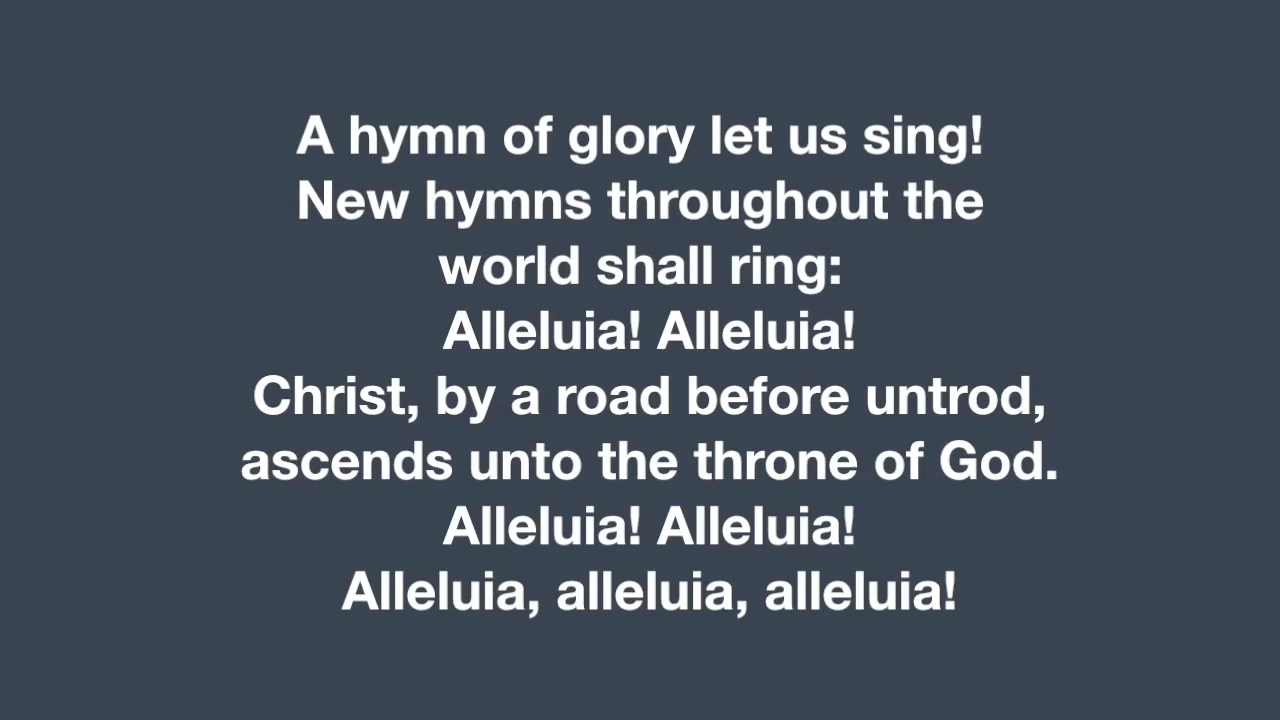 A hymn of glory let us sing!
New hymns throughout the
world shall ring:
Alleluia! Alleluia!
Christ, by a road before untrod,
ascends unto the throne of God.
Alleluia! Alleluia!
Alleluia, alleluia, alleluia!